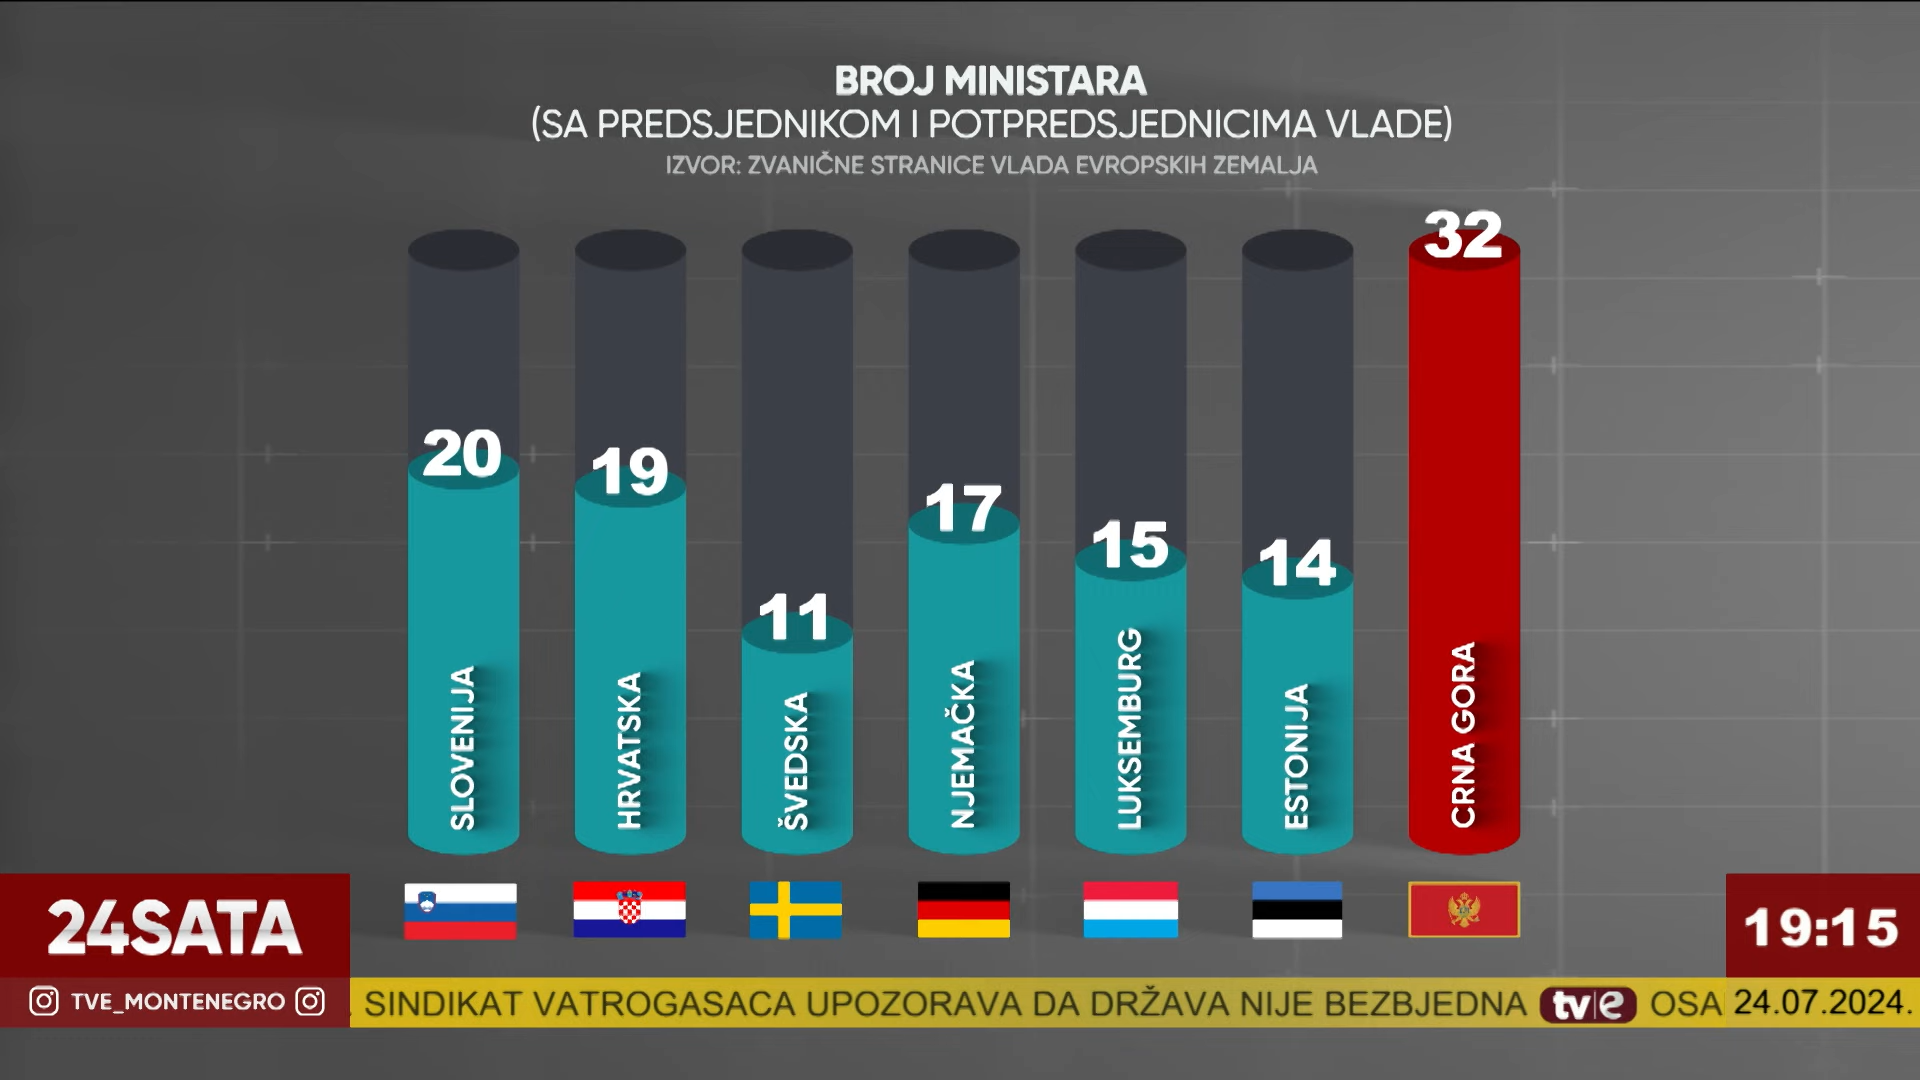 BROJ MINISTARA
(SA PREDSJEDNIKOM I POTPREDSJEDNICIMA VLADE)
IZVOR: ZVANIČNE STRANICE VLADA EVROPSKIH ZEMALJA
20
19
11
17
15
14
32
SLOVENIJA
HRVATSKA
ŠVEDSKA
NJEMAČKA
LUKSEMBURG
ESTONIJA
CRNA GORA
24SATA
19:15
TVE_MONTENEGRO
. SINDIKAT VATROGASACA UPOZORAVA DA DRŽAVA NIJE BEZBJEDNA tv|e OSA
24.07.2024.